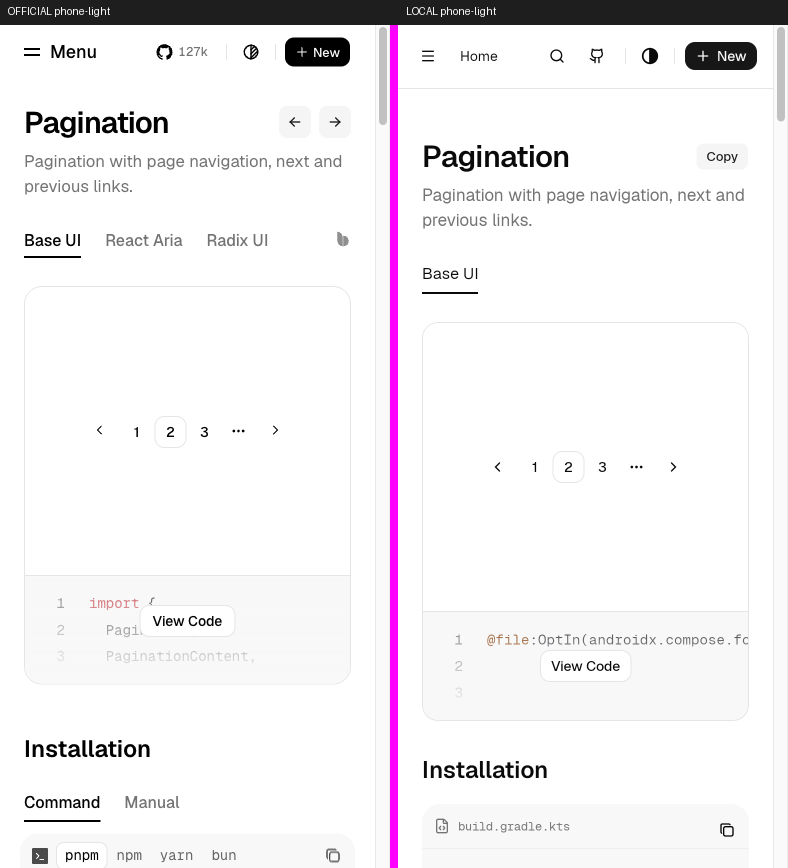 OFFICIAL phone-light
Menu
127k
New
Pagination
Pagination with page navigation, next and
previous links.
Base UI
React Aria
Radix UI
1
2
3
1 import {
2
View Code
3 PaginationContent,
Installation
Command
Manual
pnpm
npm
yarn
bun
LOCAL phone-light
Home
New
Pagination
Copy
Pagination with page navigation, next and
previous links.
Base UI
1
2
3
1 @file:OptIn(androidx.compose.fo
2
View Code
3
Installation
build.gradle.kts